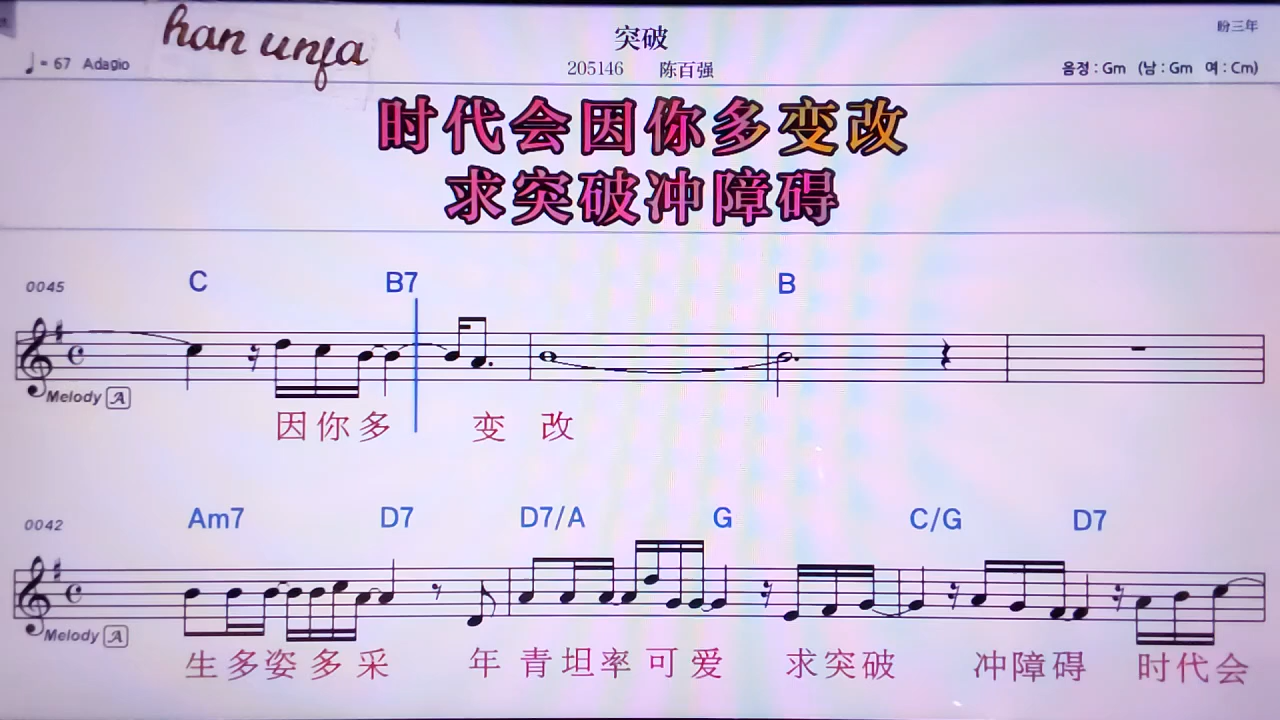 han unfa
突破
盼三年
♩= 67 Adagio
205146 陈百强
음정 : Gm (남 : Gm 여 : Cm)
时代会因你多变改
求突破冲障碍
C B7 B
0045
Melody A
因你多 变 改
Am7 D7 D7/A G C/G D7
0042
Melody A
生多姿多采 年青坦率可爱 求突破 冲障碍 时代会